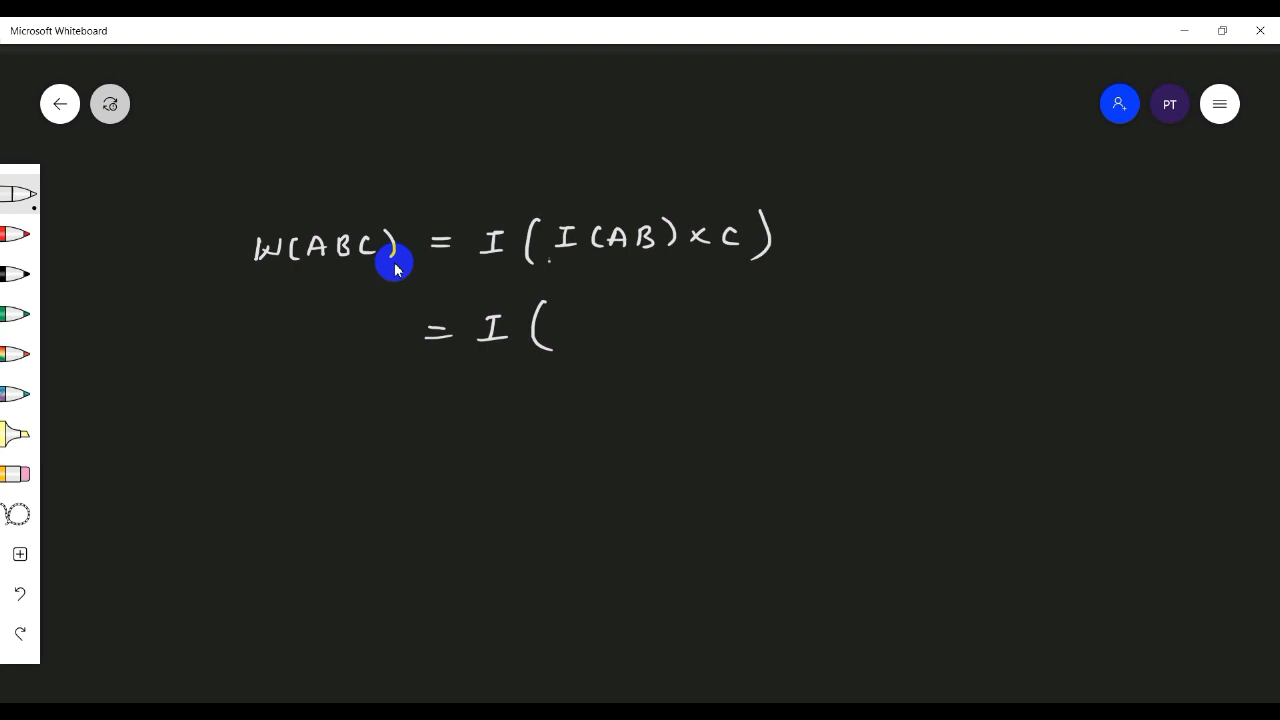 Microsoft Whiteboard
PT
W(ABC) = I ( I (AB) × C )
= I (